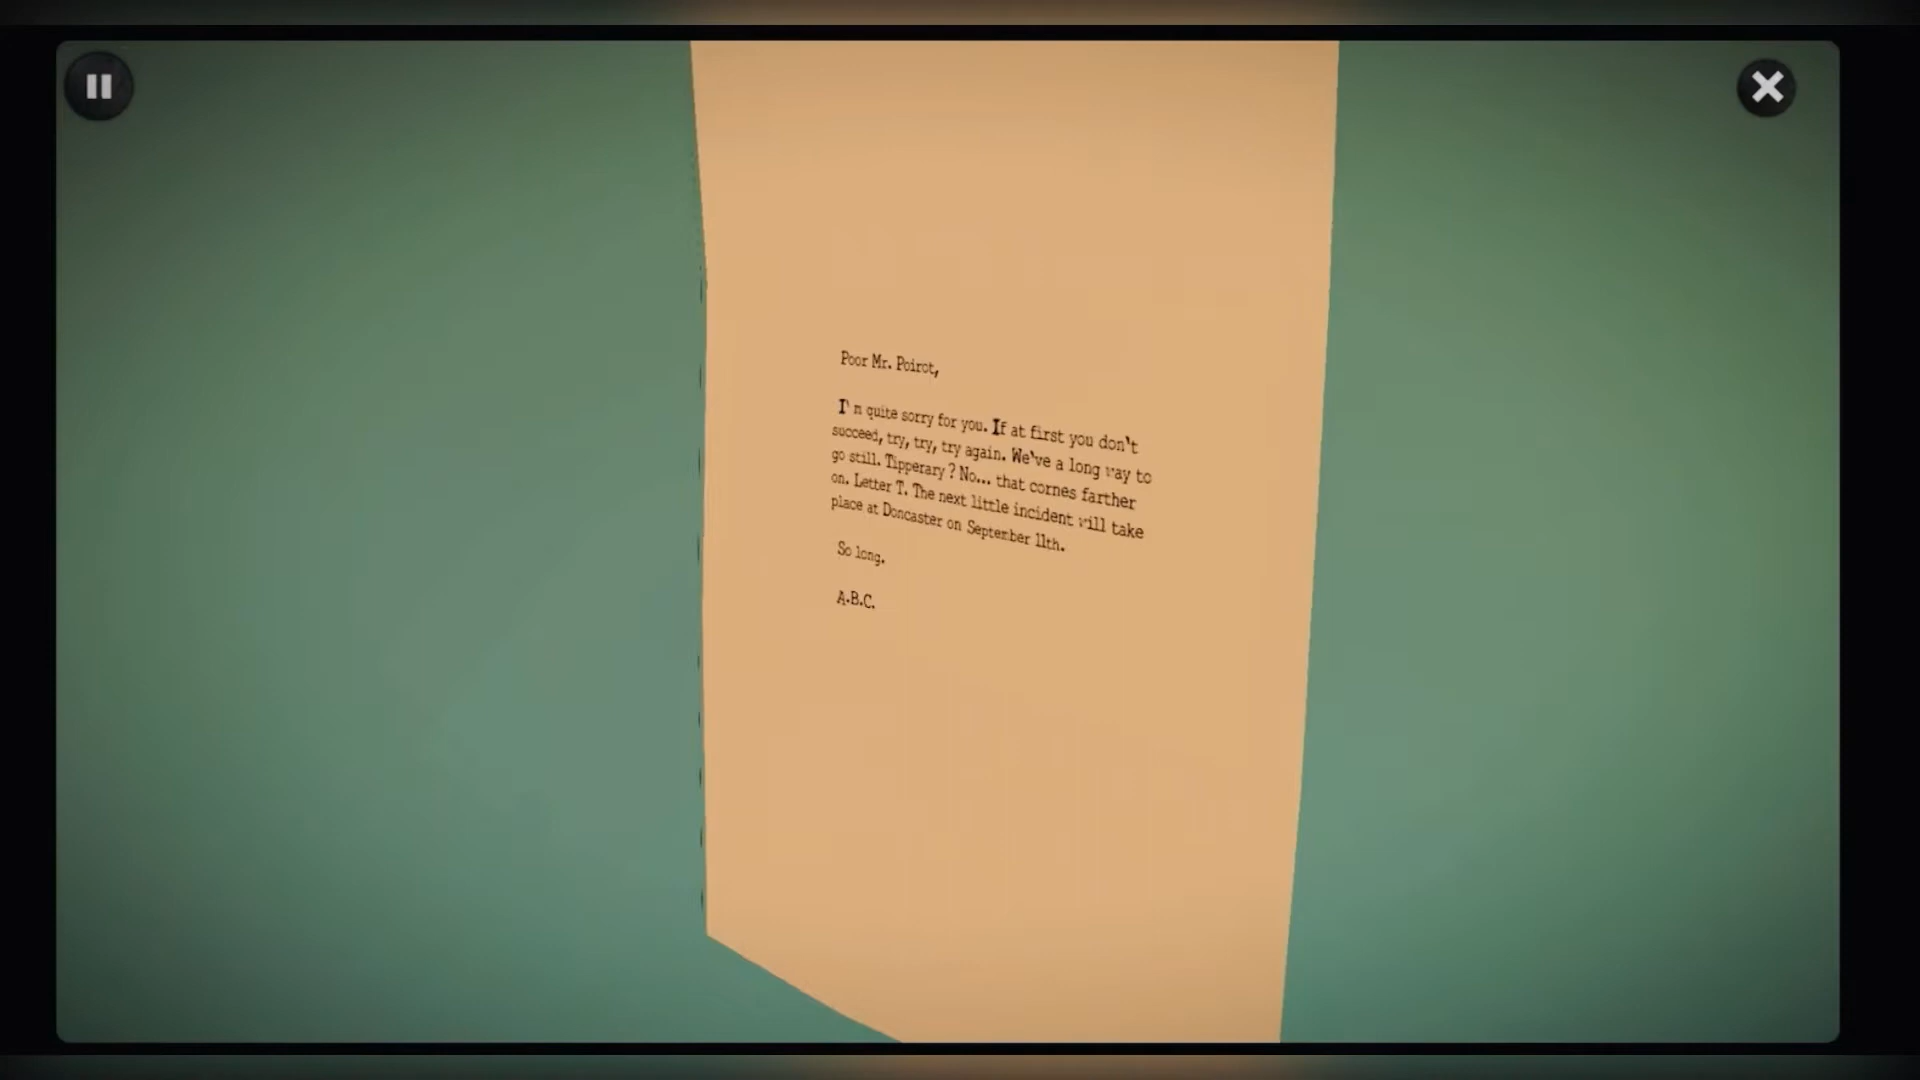 Poor Mr. Poirot,
I'm quite sorry for you. If at first you don't
succeed, try, try, try again. We've a long way to
go still. Tipperary? No... that comes farther
on. Letter T. The next little incident will take
place at Doncaster on September 11th.
So long.
A.B.C.